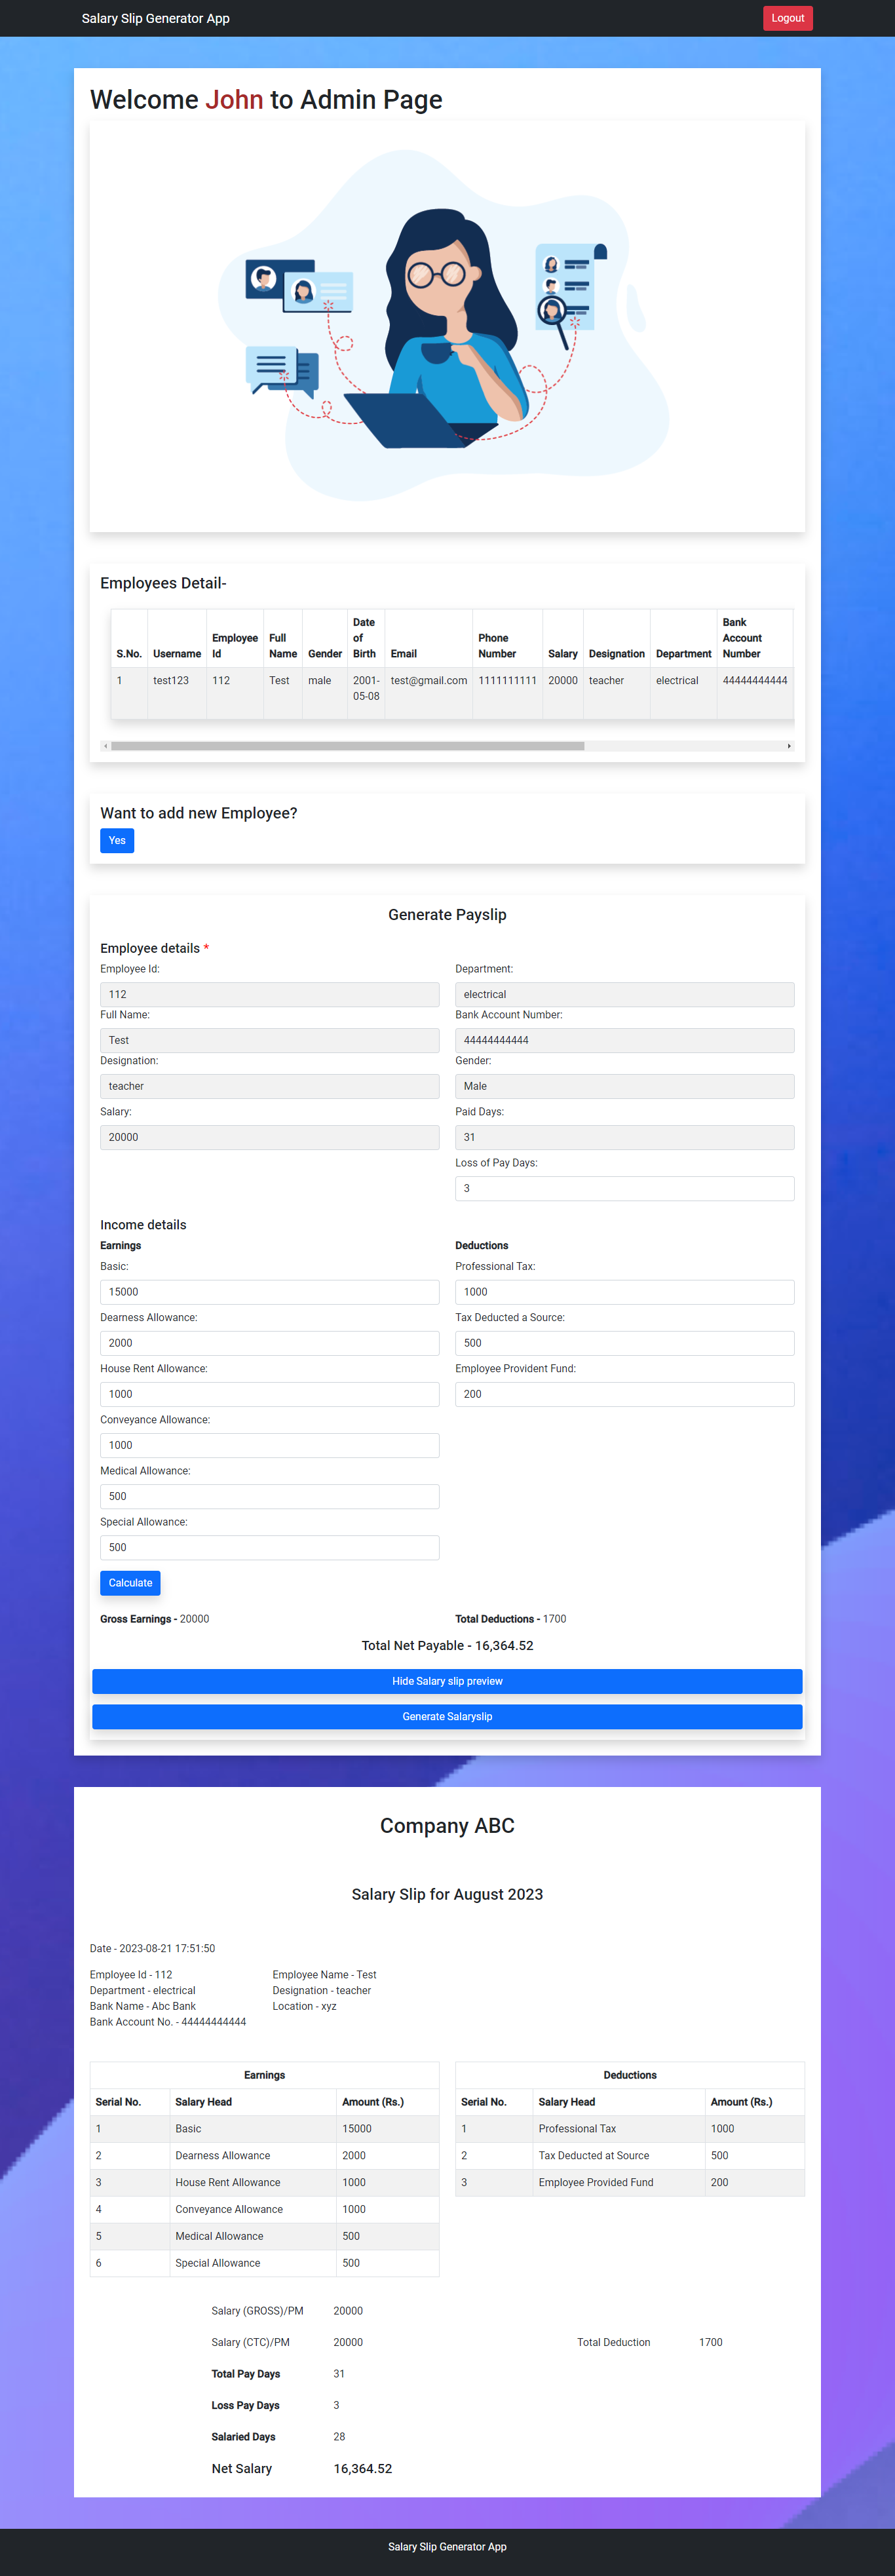 Salary Slip Generator App
Logout
Welcome John to Admin Page
Employees Detail-
S.No. Username Employee Id Full Name Gender Date of Birth Email Phone Number Salary Designation Department Bank Account Number
1 test123 112 Test male 2001-05-08 test@gmail.com 1111111111 20000 teacher electrical 44444444444
Want to add new Employee?
Yes
Generate Payslip
Employee details *
Employee Id: Department:
112 electrical
Full Name: Bank Account Number:
Test 44444444444
Designation: Gender:
teacher Male
Salary: Paid Days:
20000 31
Loss of Pay Days:
3
Income details
Earnings Deductions
Basic: Professional Tax:
15000 1000
Dearness Allowance: Tax Deducted a Source:
2000 500
House Rent Allowance: Employee Provident Fund:
1000 200
Conveyance Allowance:
1000
Medical Allowance:
500
Special Allowance:
500
Calculate
Gross Earnings - 20000 Total Deductions - 1700
Total Net Payable - 16,364.52
Hide Salary slip preview
Generate Salaryslip
Company ABC
Salary Slip for August 2023
Date - 2023-08-21 17:51:50
Employee Id - 112 Employee Name - Test
Department - electrical Designation - teacher
Bank Name - Abc Bank Location - xyz
Bank Account No. - 44444444444
Earnings Deductions
Serial No. Salary Head Amount (Rs.) Serial No. Salary Head Amount (Rs.)
1 Basic 15000 1 Professional Tax 1000
2 Dearness Allowance 2000 2 Tax Deducted at Source 500
3 House Rent Allowance 1000 3 Employee Provided Fund 200
4 Conveyance Allowance 1000
5 Medical Allowance 500
6 Special Allowance 500
Salary (GROSS)/PM 20000
Salary (CTC)/PM 20000 Total Deduction 1700
Total Pay Days 31
Loss Pay Days 3
Salaried Days 28
Net Salary 16,364.52
Salary Slip Generator App